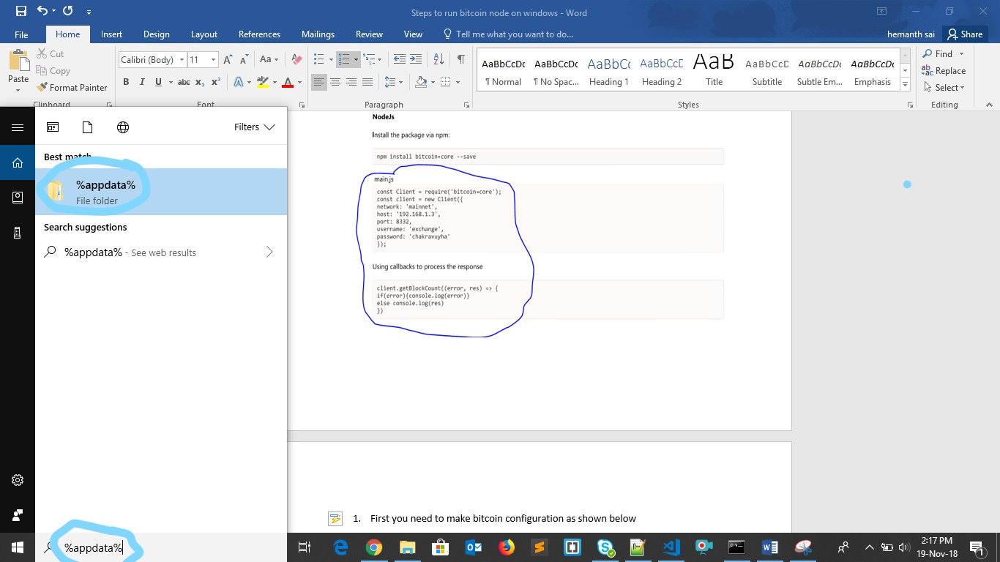 Steps to run bitcoin node on windows - Word
File Home Insert Design Layout References Mailings Review View Tell me what you want to do... hemanth sai Share
Paste
Cut
Copy
Format Painter
Clipboard
Calibri (Body) 11
Font
Paragraph
AaBbCcDc AaBbCcDc AaBbCc AaBbCcD AaB AaBbCcD AaBbCcDt AaBbCcDt
¶ Normal ¶ No Spac... Heading 1 Heading 2 Title Subtitle Subtle Em... Emphasis
Styles
Find
Replace
Select
Editing
Filters
Best match
%appdata%
File folder
Search suggestions
%appdata% - See web results
%appdata%
NodeJs
Install the package via npm:
npm install bitcoin-core --save
main.js
const Client = require('bitcoin-core');
const client = new Client({
network: 'mainnet',
host: '192.168.1.3',
port: 8332,
username: 'exchange',
password: 'chakravuyha'
});
Using callbacks to process the response
client.getBlockCount((error, res) => {
if(error){console.log(error)}
else console.log(res)
})
1. First you need to make bitcoin configuration as shown below
2:17 PM
19-Nov-18
1